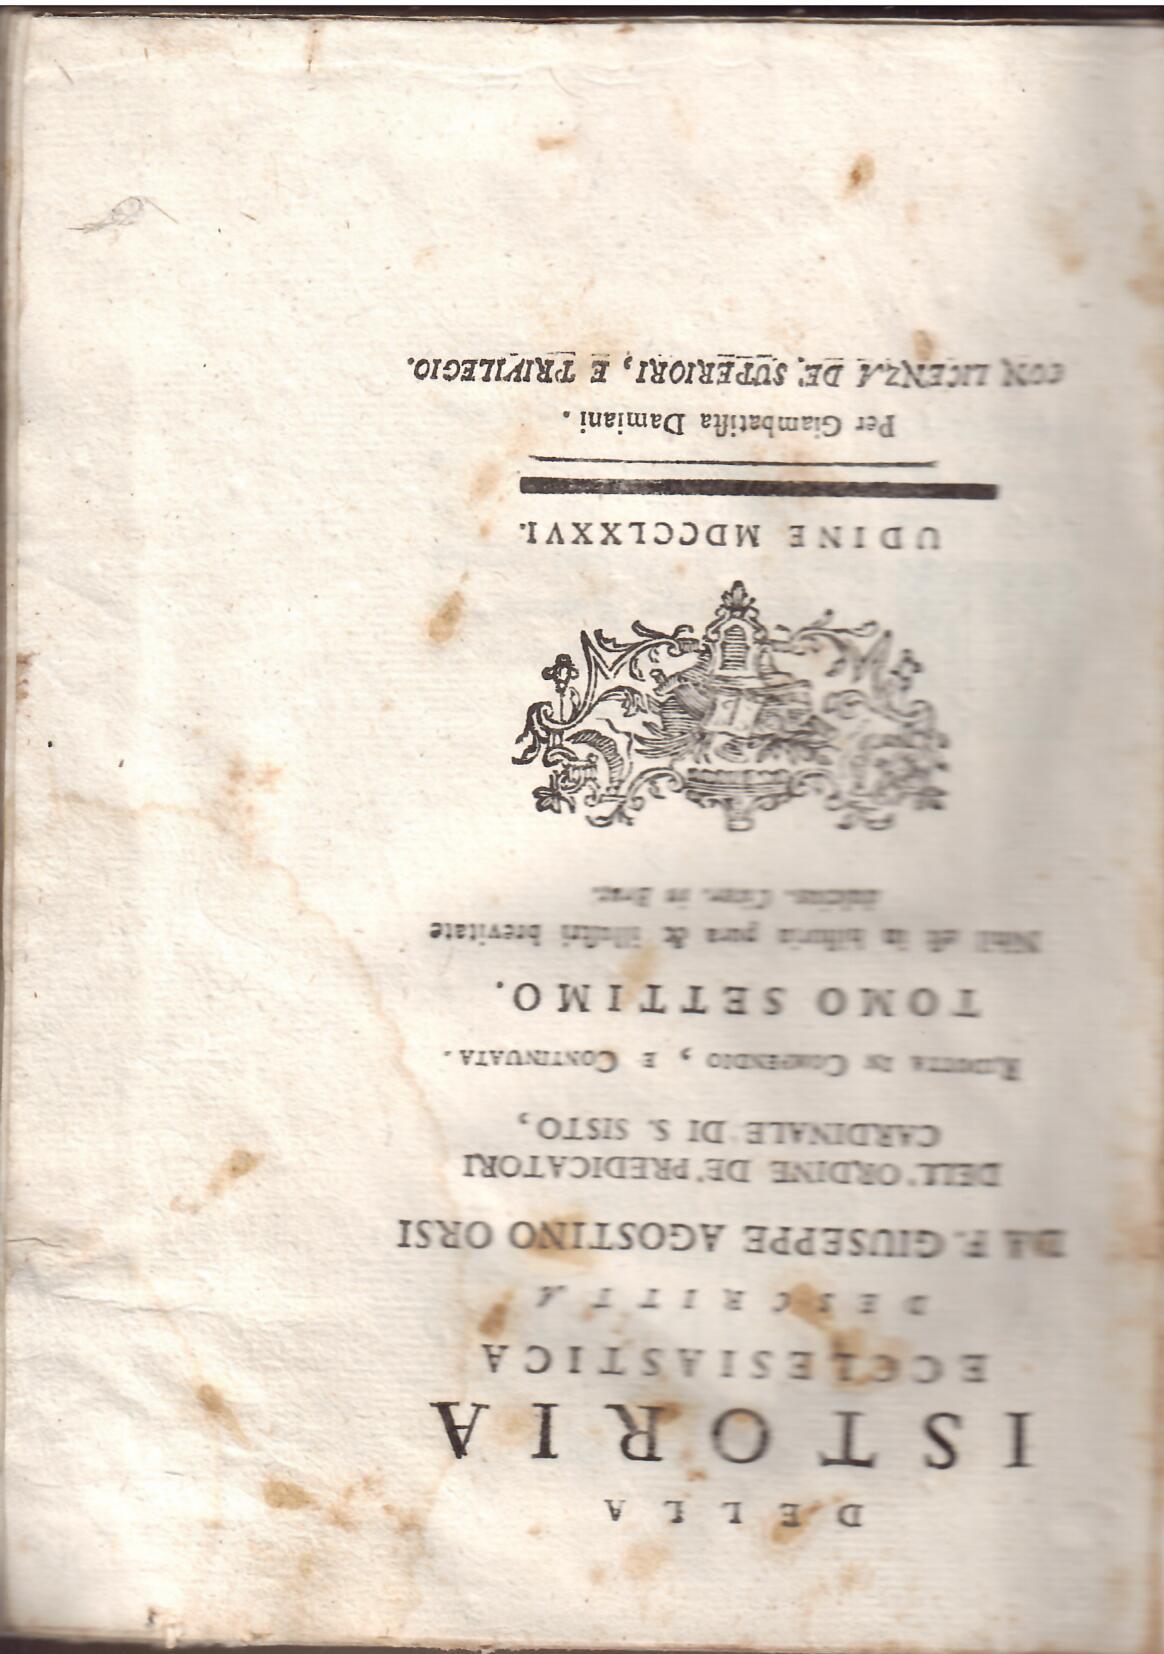 DELLA
ISTORIA
ECCLESIASTICA
DESCRITTA
DA F. GIUSEPPE AGOSTINO ORSI
DELL'ORDINE DE' PREDICATORI
CARDINALE DI S. SISTO,
RIDOTTA IN COMPENDIO, E CONTINUATA.
TOMO SETTIMO.
Nihil est in historia pura & illustri brevitate
dulcius. Cicer. in Brut.
UDINE MDCCLXXVI.
Per Giambatista Damiani.
CON LICENZA DE' SUPERIORI, E PRIVILEGIO.